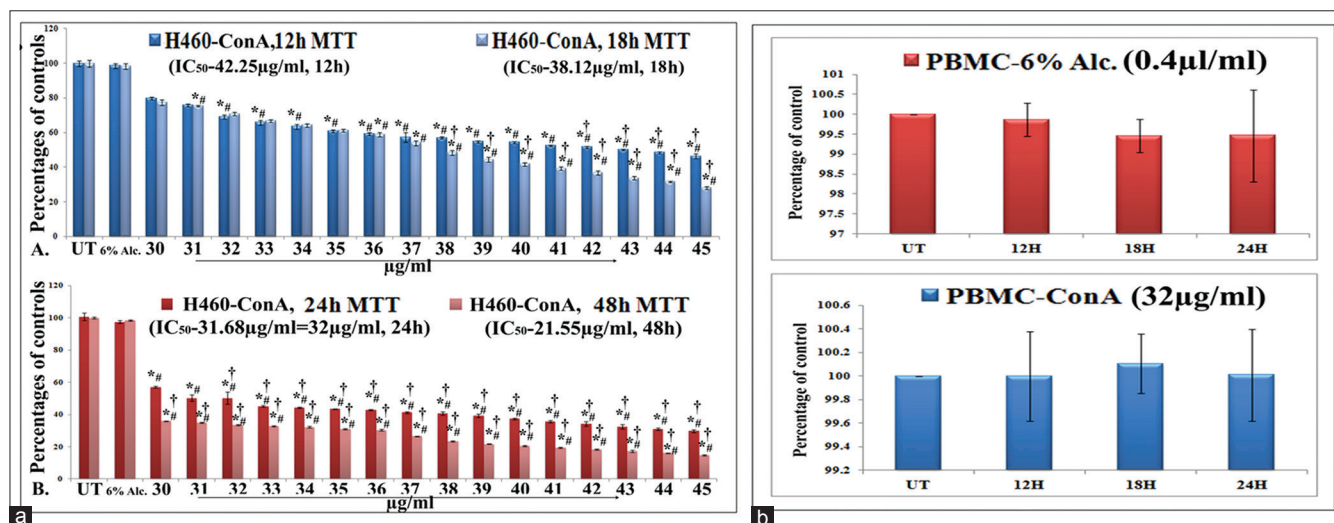 Percentages of controls
120
100
80
60
40
20
0
H460-ConA,12h MTT
(IC50-42.25µg/ml, 12h)
H460-ConA, 18h MTT
(IC50-38.12µg/ml, 18h)
A.
UT 6% Alc. 30 31 32 33 34 35 36 37 38 39 40 41 42 43 44 45
µg/ml
Percentages of controls
120
100
80
60
40
20
0
H460-ConA, 24h MTT
(IC50-31.68µg/ml=32µg/ml, 24h)
H460-ConA, 48h MTT
(IC50-21.55µg/ml, 48h)
B.
UT 6% Alc. 30 31 32 33 34 35 36 37 38 39 40 41 42 43 44 45
µg/ml
a
PBMC-6% Alc. (0.4µl/ml)
Percentage of control
101
100.5
100
99.5
99
98.5
98
97.5
97
UT 12H 18H 24H
PBMC-ConA (32µg/ml)
Percentage of control
100.6
100.4
100.2
100
99.8
99.6
99.4
99.2
UT 12H 18H 24H
b